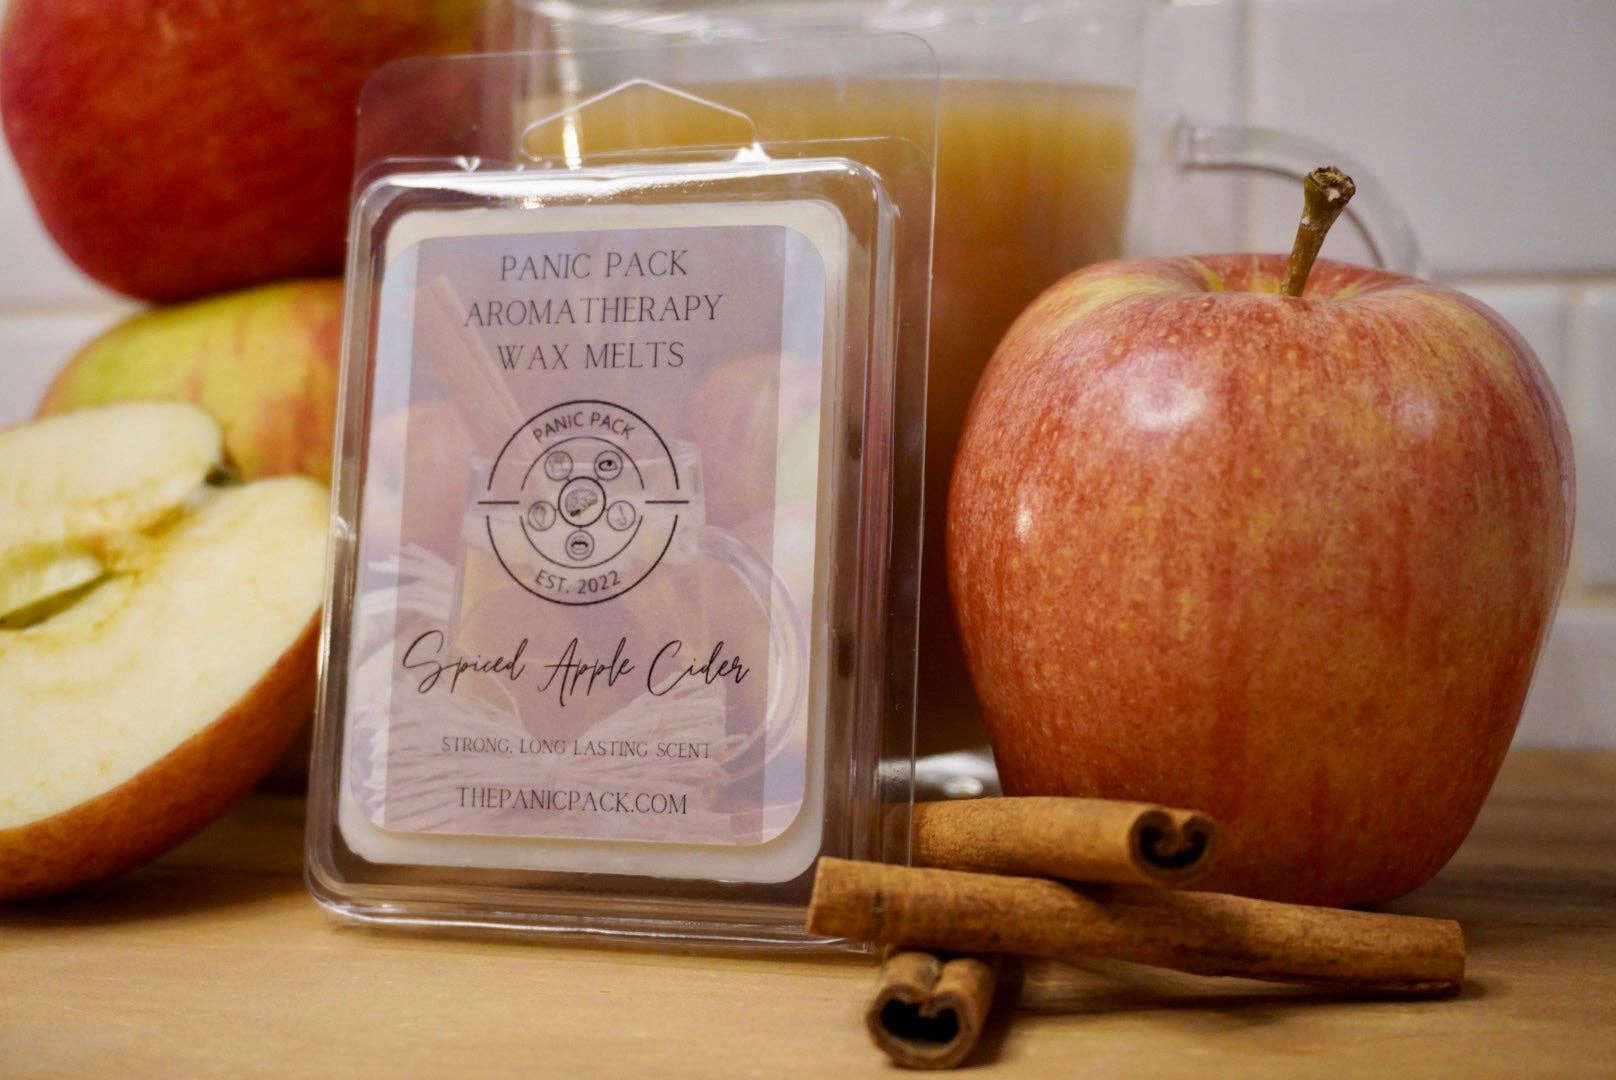 PANIC PACK
AROMATHERAPY
WAX MELTS
PANIC PACK
EST. 2022
Spiced Apple Cider
STRONG, LONG LASTING SCENT
THEPANICPACK.COM